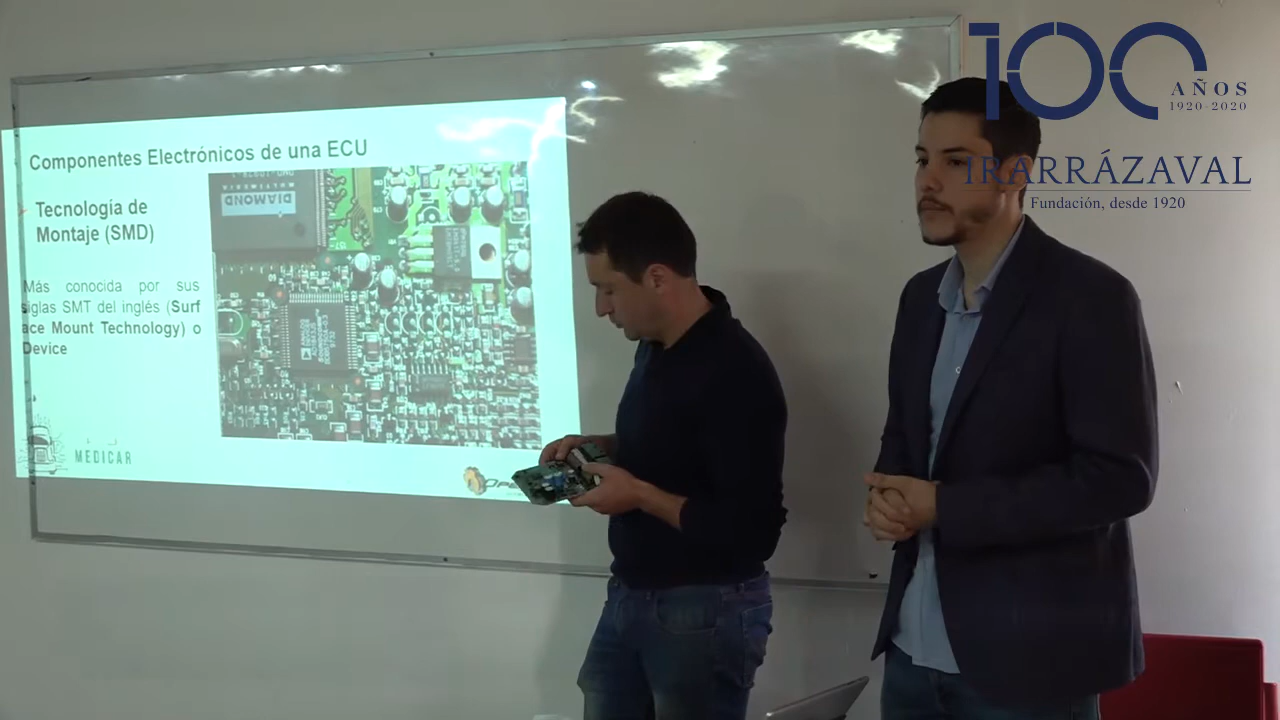 Componentes Electrónicos de una ECU
Tecnología de
Montaje (SMD)
Más conocida por sus
siglas SMT del inglés (Surf
ace Mount Technology) o
Device
DIAMOND
MULTIMEDIA
MEDICAR
100
AÑOS
1920-2020
IRARRÁZAVAL
Fundación, desde 1920